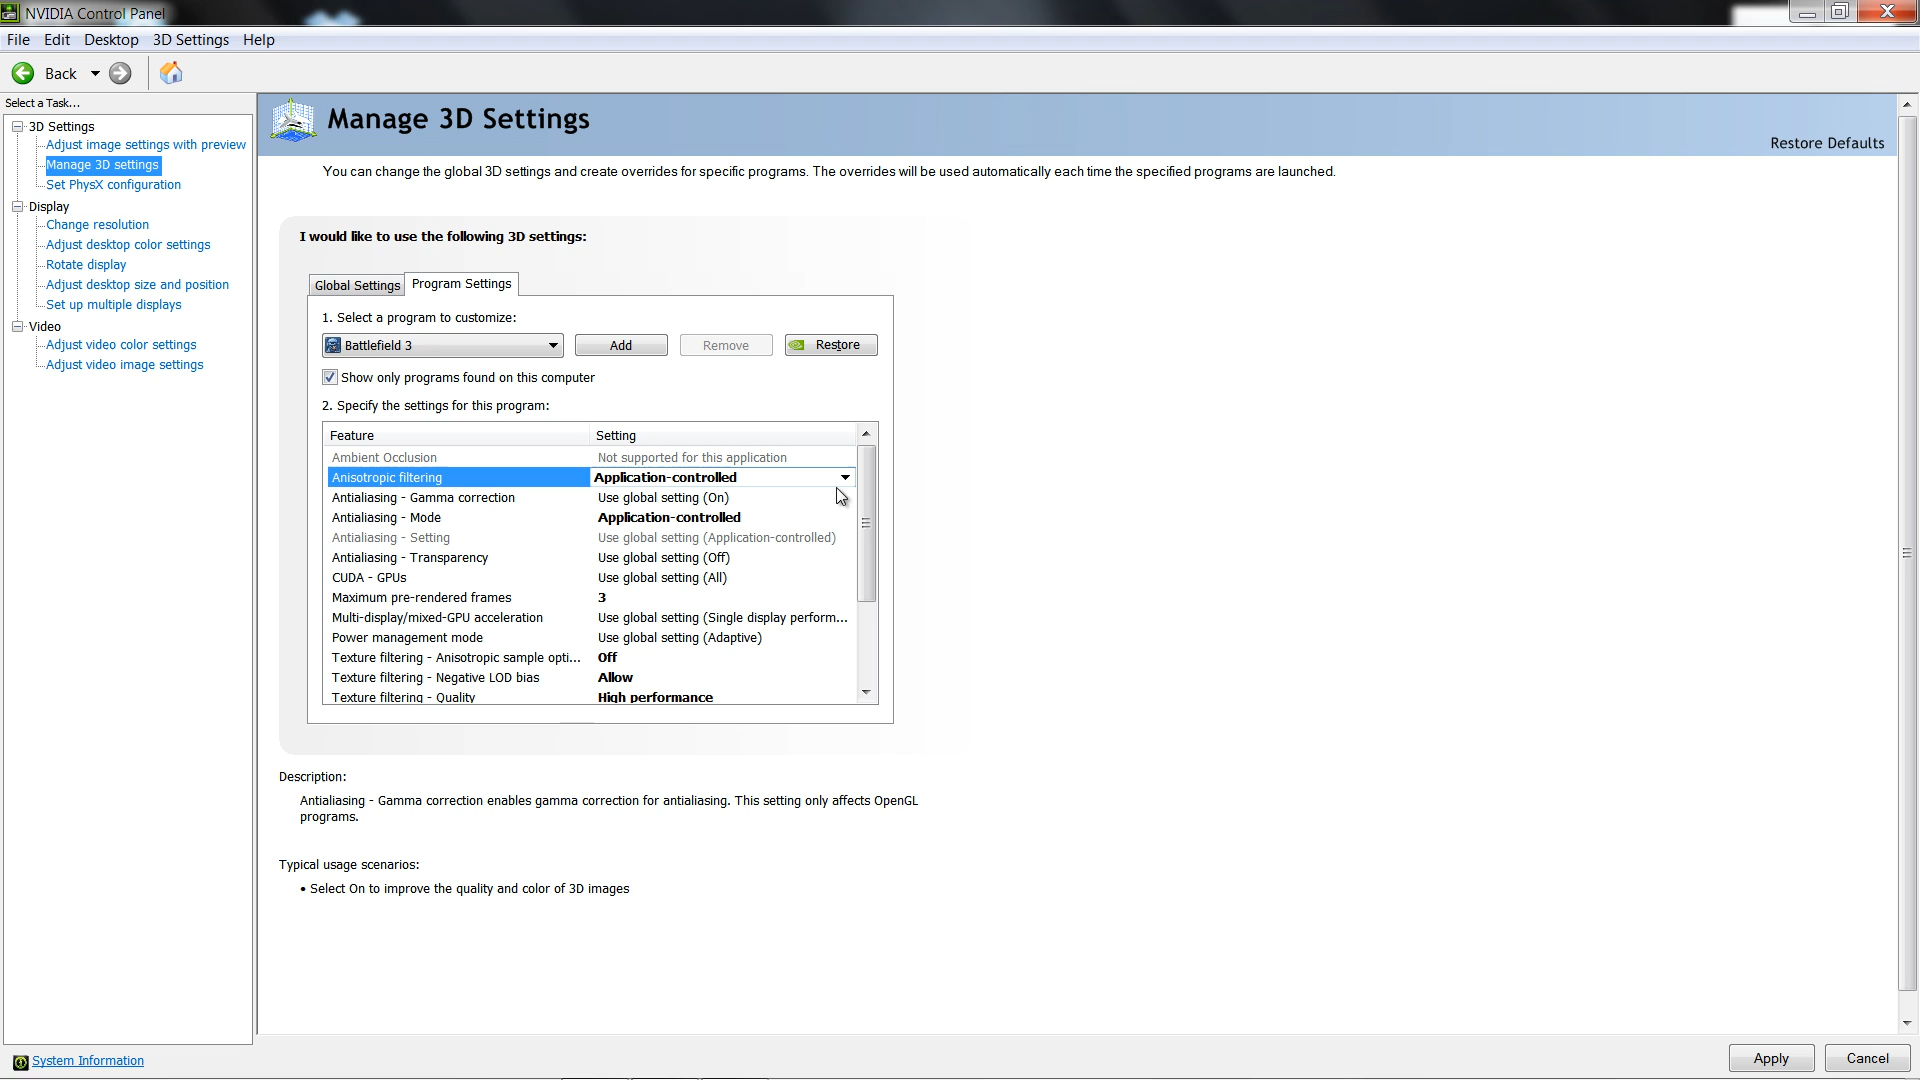 NVIDIA Control Panel
File Edit Desktop 3D Settings Help
Back
Select a Task...
3D Settings
Adjust image settings with preview
Manage 3D settings
Set PhysX configuration
Display
Change resolution
Adjust desktop color settings
Rotate display
Adjust desktop size and position
Set up multiple displays
Video
Adjust video color settings
Adjust video image settings
System Information
Manage 3D Settings
Restore Defaults
You can change the global 3D settings and create overrides for specific programs. The overrides will be used automatically each time the specified programs are launched.
I would like to use the following 3D settings:
Global Settings Program Settings
1. Select a program to customize:
Battlefield 3 Add Remove Restore
Show only programs found on this computer
2. Specify the settings for this program:
Feature Setting
Ambient Occlusion Not supported for this application
Anisotropic filtering Application-controlled
Antialiasing - Gamma correction Use global setting (On)
Antialiasing - Mode Application-controlled
Antialiasing - Setting Use global setting (Application-controlled)
Antialiasing - Transparency Use global setting (Off)
CUDA - GPUs Use global setting (All)
Maximum pre-rendered frames 3
Multi-display/mixed-GPU acceleration Use global setting (Single display perform...
Power management mode Use global setting (Adaptive)
Texture filtering - Anisotropic sample opti... Off
Texture filtering - Negative LOD bias Allow
Texture filtering - Quality High performance
Description:
Antialiasing - Gamma correction enables gamma correction for antialiasing. This setting only affects OpenGL
programs.
Typical usage scenarios:
• Select On to improve the quality and color of 3D images
Apply Cancel